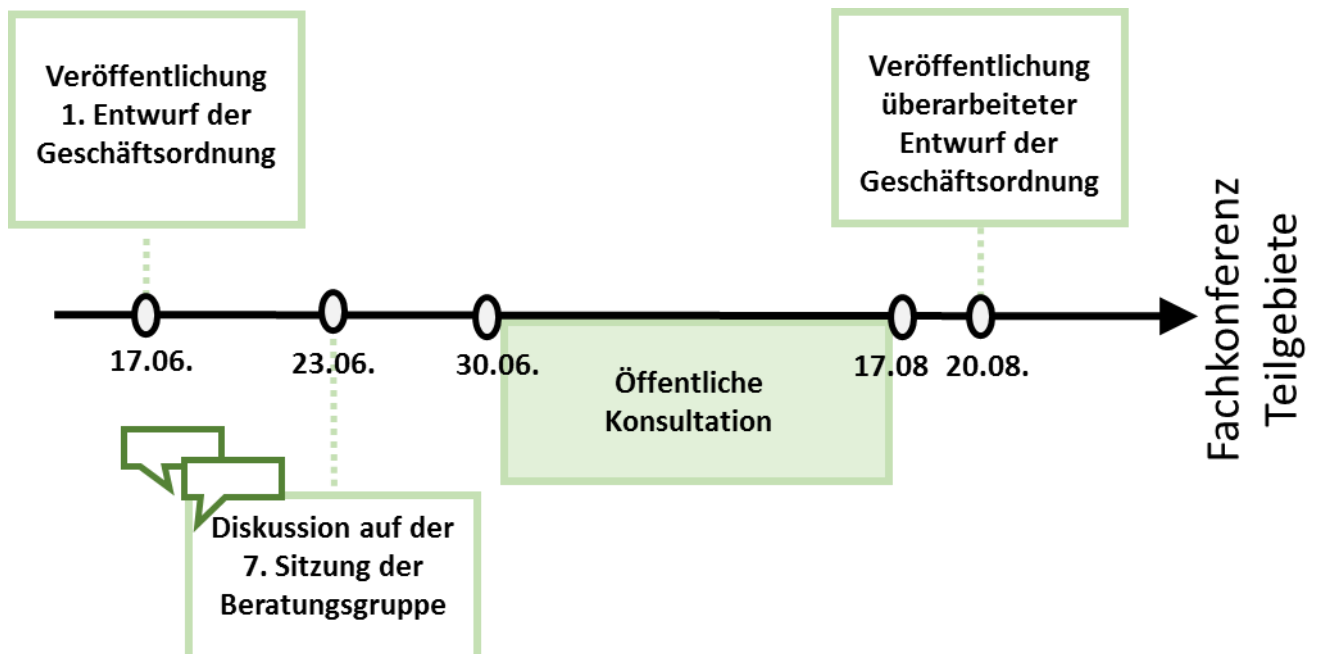 Veröffentlichung
1. Entwurf der
Geschäftsordnung
Veröffentlichung
überarbeiteter
Entwurf der
Geschäftsordnung
17.06.
23.06.
30.06.
17.08
20.08.
Öffentliche
Konsultation
Diskussion auf der
7. Sitzung der
Beratungsgruppe
Fachkonferenz
Teilgebiete